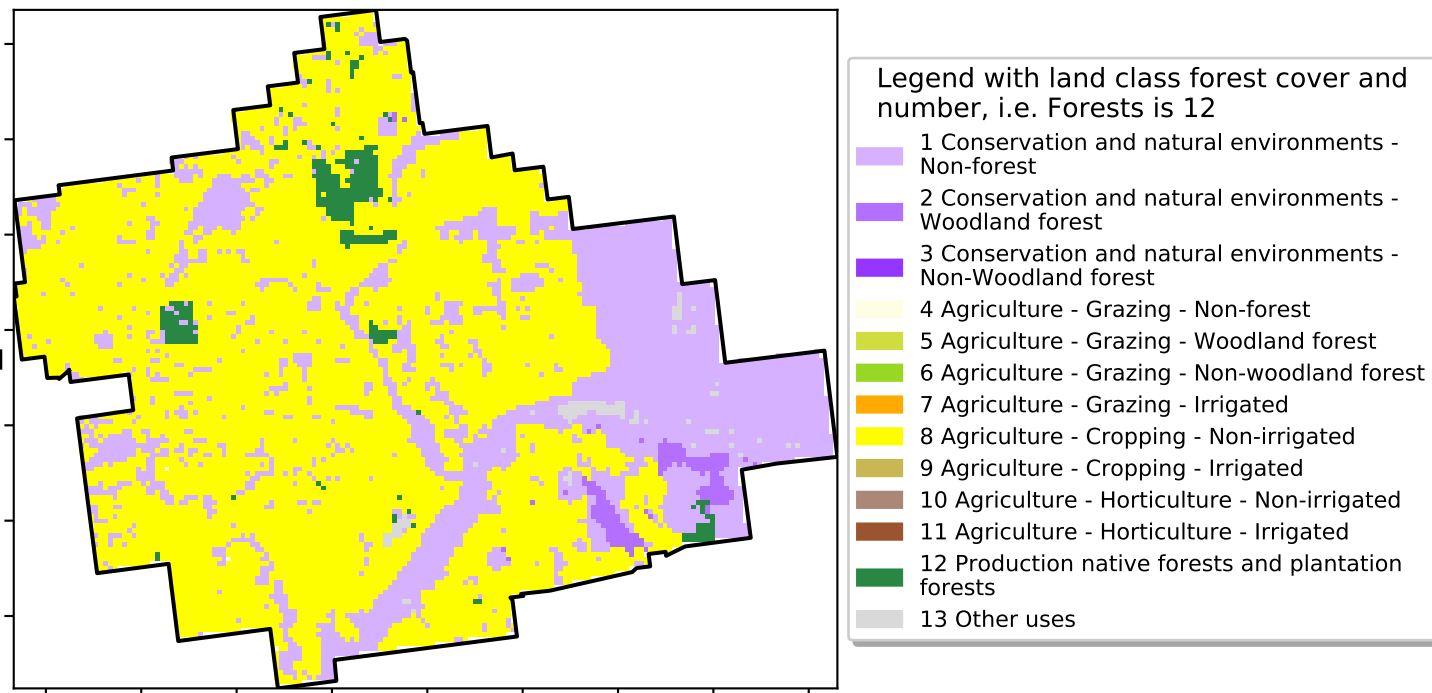 Legend with land class forest cover and
number, i.e. Forests is 12
1 Conservation and natural environments -
Non-forest
2 Conservation and natural environments -
Woodland forest
3 Conservation and natural environments -
Non-Woodland forest
4 Agriculture - Grazing - Non-forest
5 Agriculture - Grazing - Woodland forest
6 Agriculture - Grazing - Non-woodland forest
7 Agriculture - Grazing - Irrigated
8 Agriculture - Cropping - Non-irrigated
9 Agriculture - Cropping - Irrigated
10 Agriculture - Horticulture - Non-irrigated
11 Agriculture - Horticulture - Irrigated
12 Production native forests and plantation
forests
13 Other uses